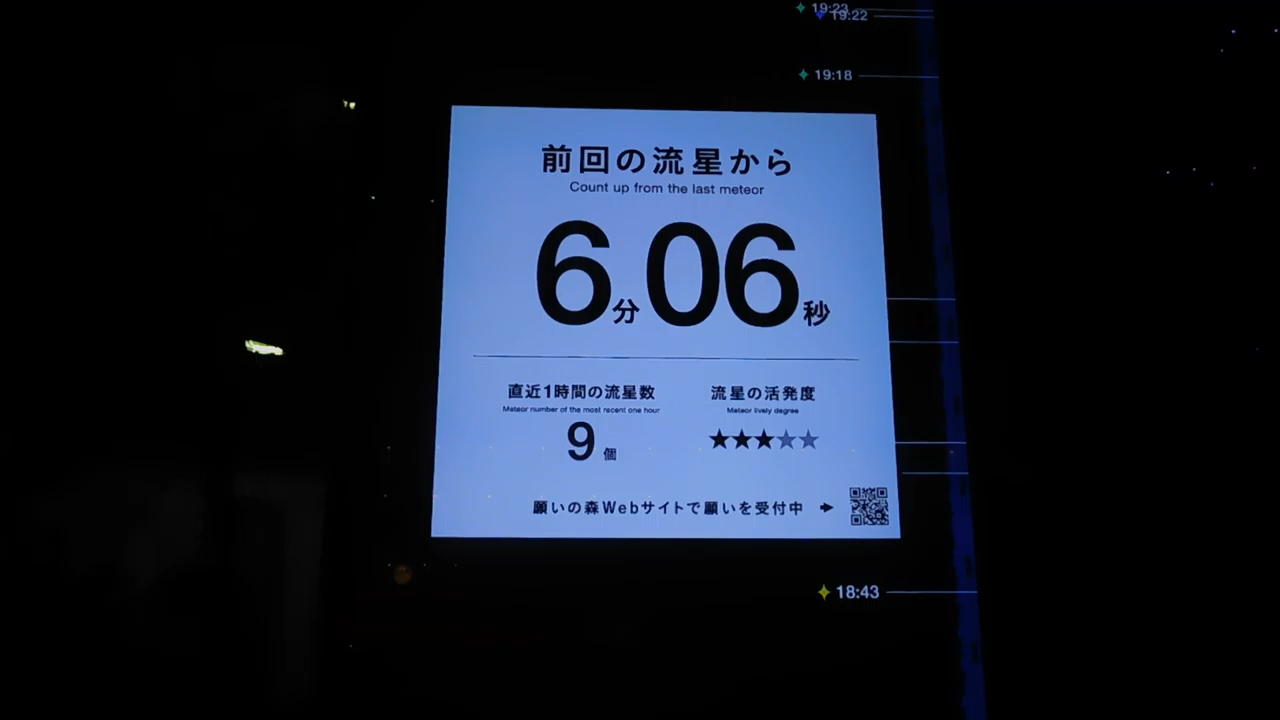 19:23
19:22
19:18
前回の流星から
Count up from the last meteor
6分06秒
直近1時間の流星数
Meteor number of the most recent one hour
9個
流星の活発度
Meteor lively degree
★★★★★
願いの森Webサイトで願いを受付中
18:43